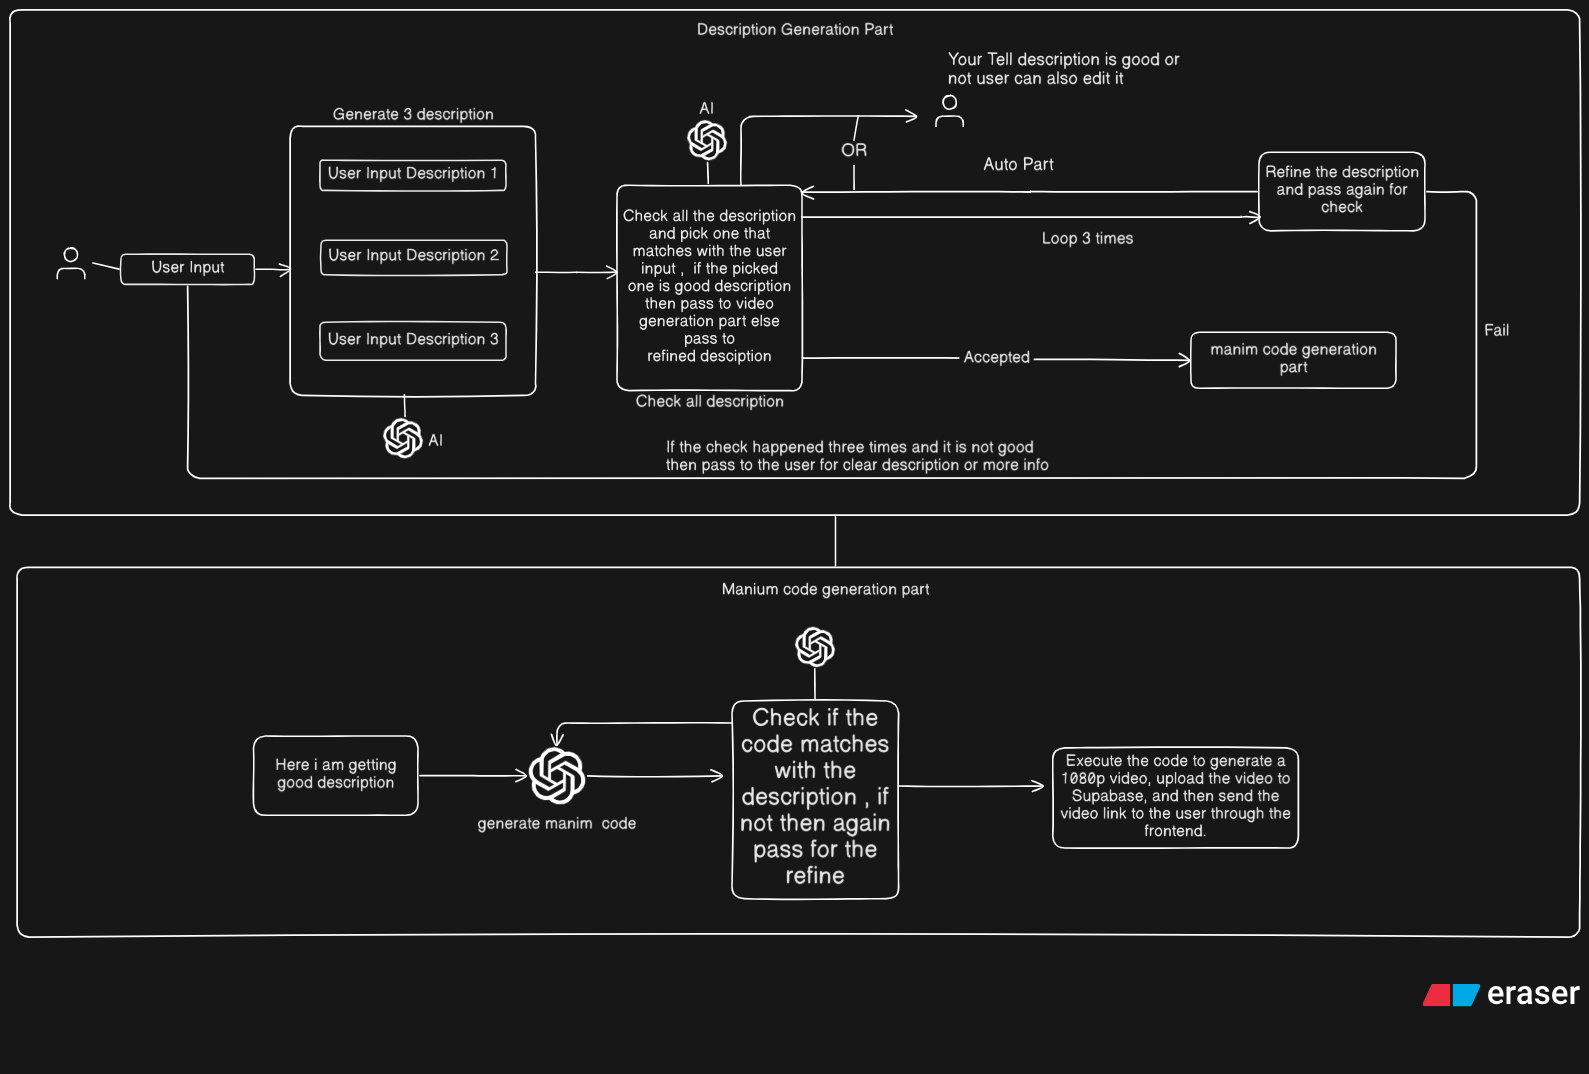 Description Generation Part
Your Tell description is good or
not user can also edit it
AI
Generate 3 description
OR
Auto Part
User Input Description 1
Refine the description
and pass again for
check
Check all the description
and pick one that
matches with the user
input ,  if the picked
one is good description
then pass to video
generation part else
pass to
refined desciption
Loop 3 times
User Input Description 2
User Input
User Input Description 3
Fail
Accepted
manim code generation
part
Check all description
AI
If the check happened three times and it is not good
then pass to the user for clear description or more info
Manium code generation part
Here i am getting
good description
generate manim  code
Check if the
code matches
with the
description , if
not then again
pass for the
refine
Execute the code to generate a
1080p video, upload the video to
Supabase, and then send the
video link to the user through the
frontend.
eraser